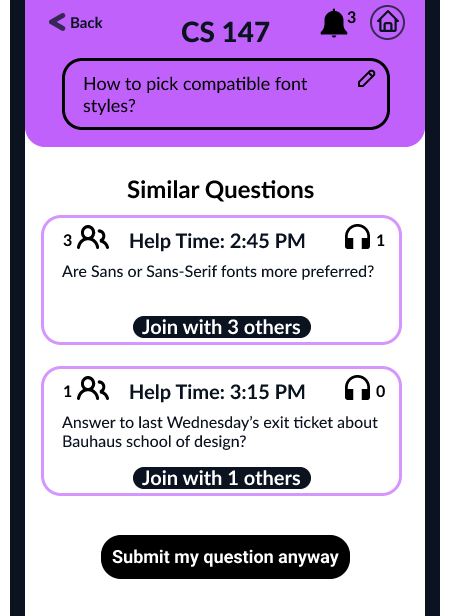 Back
CS 147
3
How to pick compatible font
styles?
Similar Questions
3 Help Time: 2:45 PM 1
Are Sans or Sans-Serif fonts more preferred?
Join with 3 others
1 Help Time: 3:15 PM 0
Answer to last Wednesday's exit ticket about
Bauhaus school of design?
Join with 1 others
Submit my question anyway